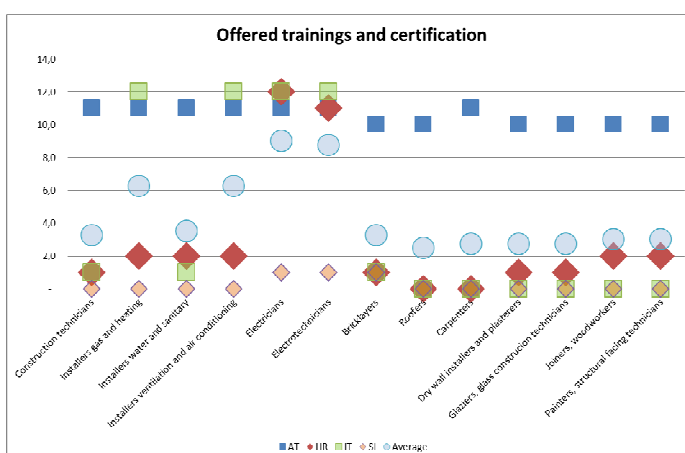 Offered trainings and certification
14,0
12,0
10,0
8,0
6,0
4,0
2,0
-
Construction technicians
Installers gas and heating
Installers water and sanitary
Installers ventilation and air conditioning
Electricians
Electrotechnicians
Bricklayers
Roofers
Carpenters
Dry wall installers and plasterers
Glaziers, glass construcion technicians
Joiners, woodworkers
Painters, structural facing technicians
AT HR IT SI Average